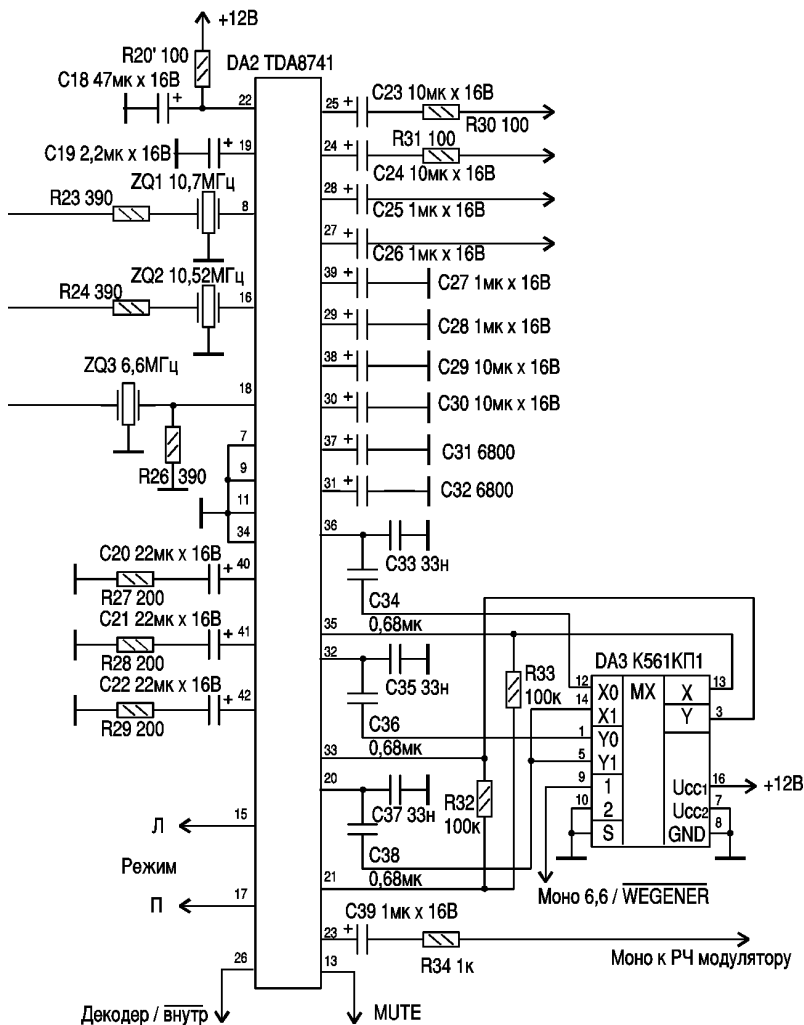 +12В
R20' 100
DA2 TDA8741
C18 47мк x 16В
+
22
C19 2,2мк x 16В
+
19
ZQ1 10,7МГц
R23 390
8
ZQ2 10,52МГц
R24 390
16
ZQ3 6,6МГц
18
R26 390
7
9
11
34
C20 22мк x 16В
+ 40
R27 200
C21 22мк x 16В
+ 41
R28 200
C22 22мк x 16В
+ 42
R29 200
Л
15
Режим
П
17
26
Декодер / внутр
25 +
C23 10мк x 16В
R30 100
24 +
R31 100
C24 10мк x 16В
28 +
C25 1мк x 16В
27 +
C26 1мк x 16В
39 +
C27 1мк x 16В
29 +
C28 1мк x 16В
38 +
C29 10мк x 16В
30 +
C30 10мк x 16В
37 +
C31 6800
31 +
C32 6800
36
C33 33н
C34
0,68мк
35
32
C35 33н
C36
0,68мк
33
20
C37 33н
C38
0,68мк
21
R33
100к
R32
100к
DA3 К561КП1
12 X0 MX X 13
14 X1 Y 3
1 Y0
5 Y1
9 1 Ucc1 16
+12В
10 2 Ucc2 7
S GND 8
Моно 6,6 / WEGENER
C39 1мк x 16В
23 +
R34 1к
Моно к РЧ модулятору
13
MUTE